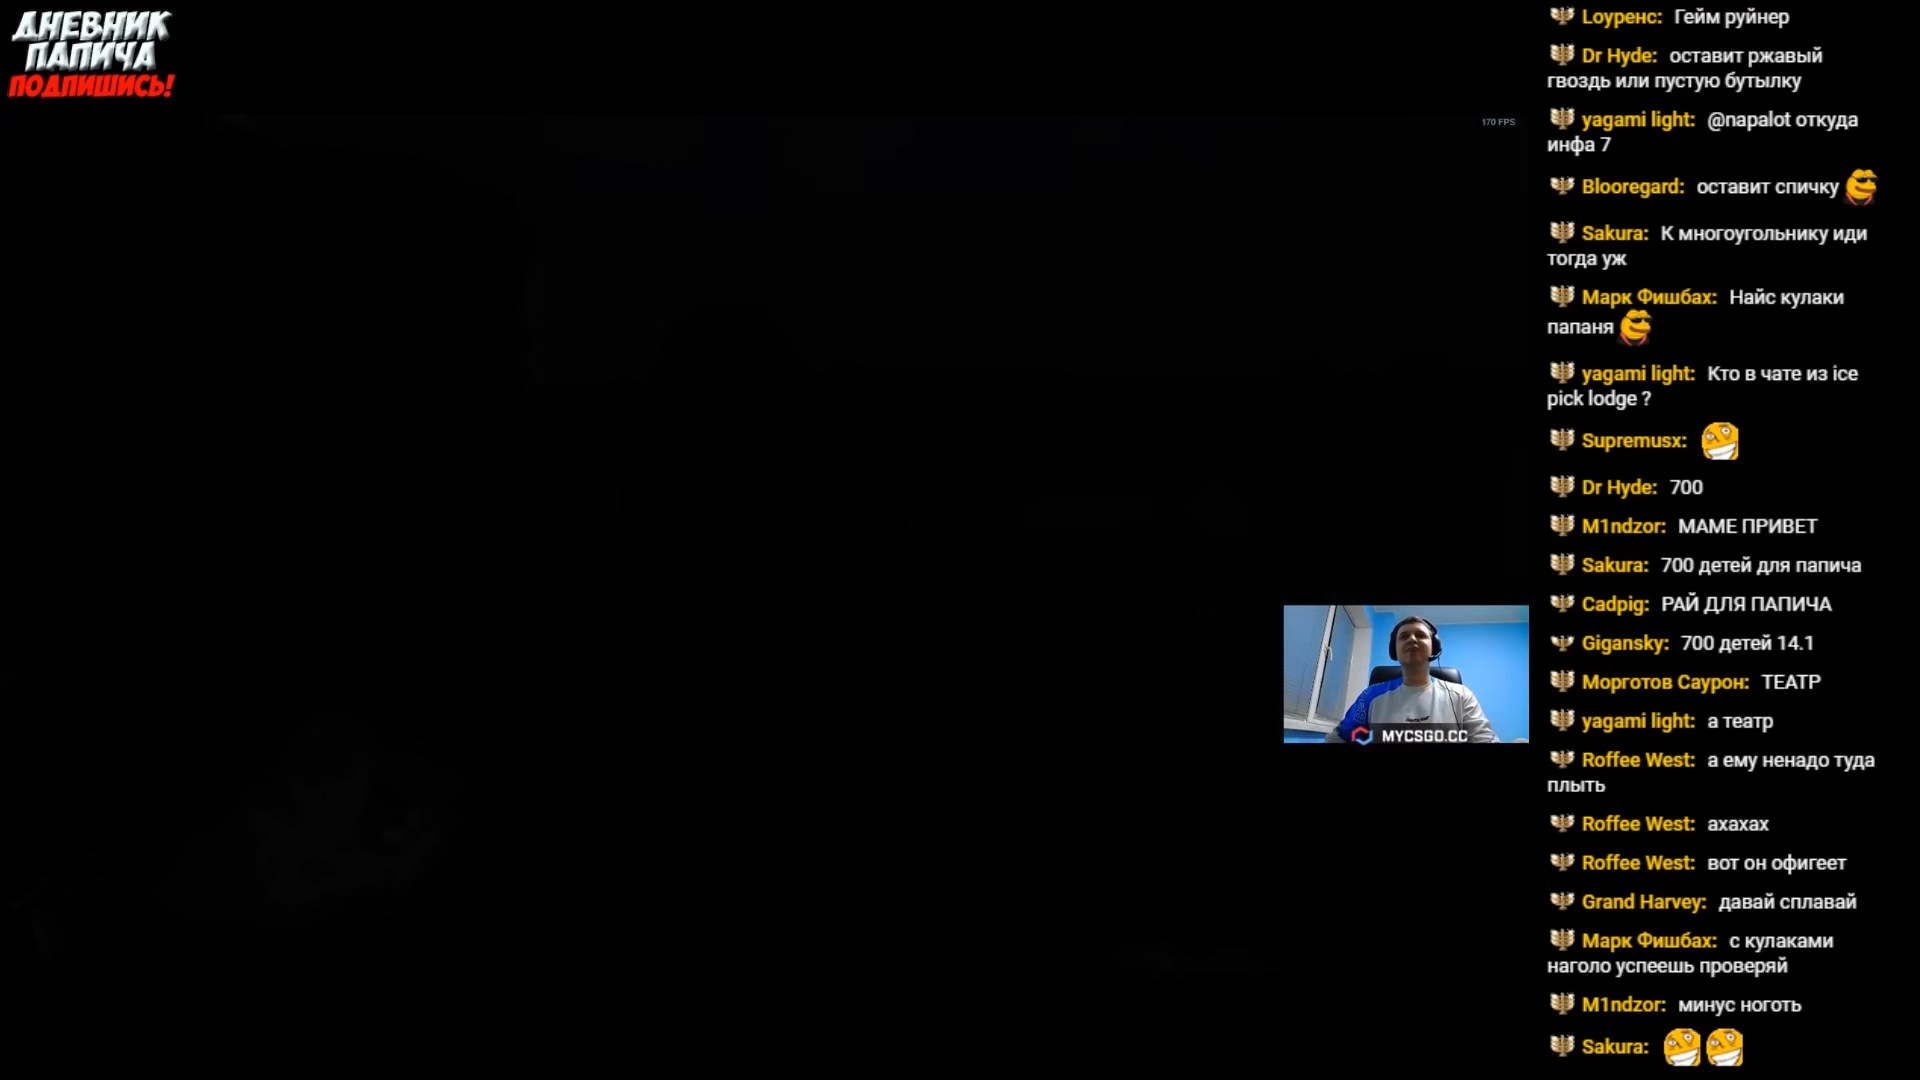 ДНЕВНИК
ПАПИЧА
ПОДПИШИСЬ!
170 FPS
MYCSGO.CC
Loуренс: Гейм руйнер
Dr Hyde: оставит ржавый
гвоздь или пустую бутылку
yagami light: @napalot откуда
инфа 7
Blooregard: оставит спичку
Sakura: К многоугольнику иди
тогда уж
Марк Фишбах: Найс кулаки
папаня
yagami light: Кто в чате из ice
pick lodge ?
Supremusx:
Dr Hyde: 700
M1ndzor: МАМЕ ПРИВЕТ
Sakura: 700 детей для папича
Cadpig: РАЙ ДЛЯ ПАПИЧА
Gigansky: 700 детей 14.1
Морготов Саурон: ТЕАТР
yagami light: а театр
Roffee West: а ему ненадо туда
плыть
Roffee West: ахахах
Roffee West: вот он офигеет
Grand Harvey: давай сплавай
Марк Фишбах: с кулаками
наголо успеешь проверяй
M1ndzor: минус ноготь
Sakura: